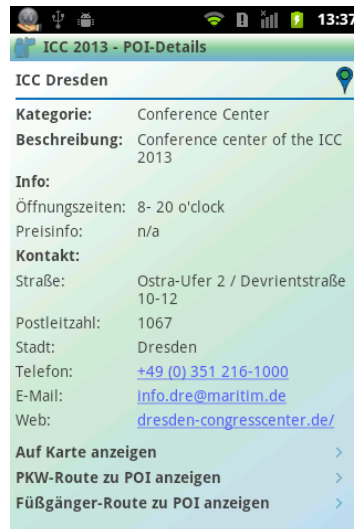 13:37
ICC 2013 - POI-Details
ICC Dresden
Kategorie: Conference Center
Beschreibung: Conference center of the ICC
2013
Info:
Öffnungszeiten: 8- 20 o'clock
Preisinfo: n/a
Kontakt:
Straße: Ostra-Ufer 2 / Devrientstraße
10-12
Postleitzahl: 1067
Stadt: Dresden
Telefon: +49 (0) 351 216-1000
E-Mail: info.dre@maritim.de
Web: dresden-congresscenter.de/
Auf Karte anzeigen
PKW-Route zu POI anzeigen
Füßgänger-Route zu POI anzeigen